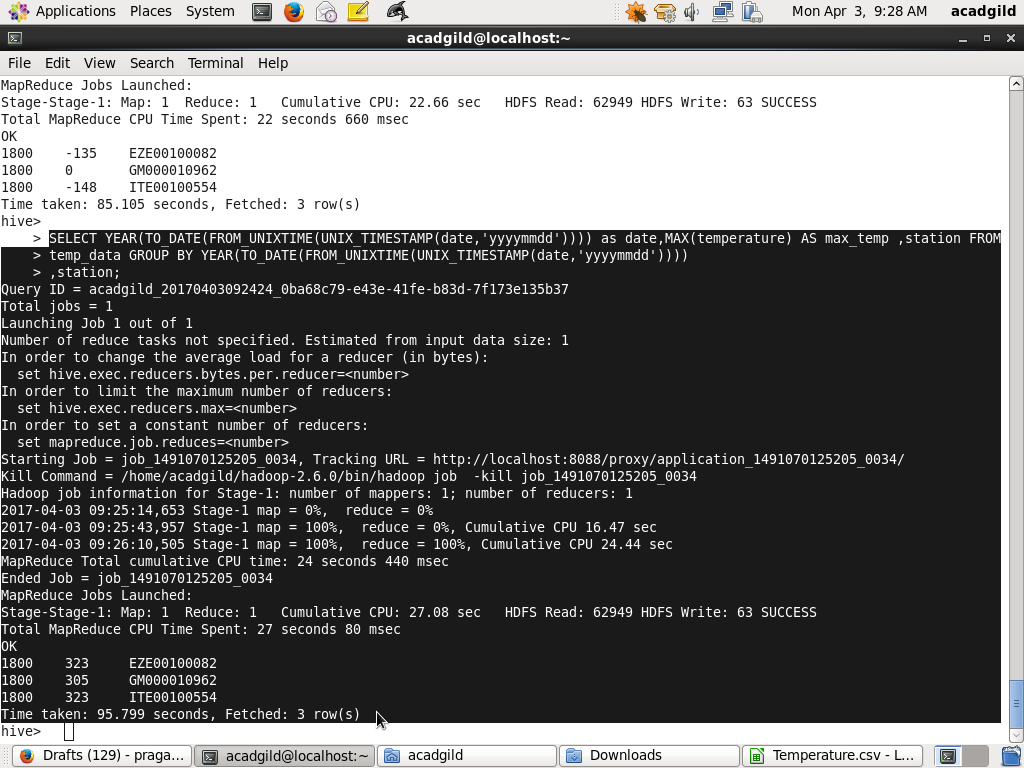 Applications Places System Mon Apr 3, 9:28 AM acadgild
acadgild@localhost:~
File Edit View Search Terminal Help
MapReduce Jobs Launched:
Stage-Stage-1: Map: 1  Reduce: 1   Cumulative CPU: 22.66 sec   HDFS Read: 62949 HDFS Write: 63 SUCCESS
Total MapReduce CPU Time Spent: 22 seconds 660 msec
OK
1800    -135    EZE00100082
1800    0       GM000010962
1800    -148    ITE00100554
Time taken: 85.105 seconds, Fetched: 3 row(s)
hive>
    > SELECT YEAR(TO_DATE(FROM_UNIXTIME(UNIX_TIMESTAMP(date,'yyyymmdd')))) as date,MAX(temperature) AS max_temp ,station FROM
    > temp_data GROUP BY YEAR(TO_DATE(FROM_UNIXTIME(UNIX_TIMESTAMP(date,'yyyymmdd'))))
    > ,station;
Query ID = acadgild_20170403092424_0ba68c79-e43e-41fe-b83d-7f173e135b37
Total jobs = 1
Launching Job 1 out of 1
Number of reduce tasks not specified. Estimated from input data size: 1
In order to change the average load for a reducer (in bytes):
  set hive.exec.reducers.bytes.per.reducer=<number>
In order to limit the maximum number of reducers:
  set hive.exec.reducers.max=<number>
In order to set a constant number of reducers:
  set mapreduce.job.reduces=<number>
Starting Job = job_1491070125205_0034, Tracking URL = http://localhost:8088/proxy/application_1491070125205_0034/
Kill Command = /home/acadgild/hadoop-2.6.0/bin/hadoop job  -kill job_1491070125205_0034
Hadoop job information for Stage-1: number of mappers: 1; number of reducers: 1
2017-04-03 09:25:14,653 Stage-1 map = 0%,  reduce = 0%
2017-04-03 09:25:43,957 Stage-1 map = 100%,  reduce = 0%, Cumulative CPU 16.47 sec
2017-04-03 09:26:10,505 Stage-1 map = 100%,  reduce = 100%, Cumulative CPU 24.44 sec
MapReduce Total cumulative CPU time: 24 seconds 440 msec
Ended Job = job_1491070125205_0034
MapReduce Jobs Launched:
Stage-Stage-1: Map: 1  Reduce: 1   Cumulative CPU: 27.08 sec   HDFS Read: 62949 HDFS Write: 63 SUCCESS
Total MapReduce CPU Time Spent: 27 seconds 80 msec
OK
1800    323     EZE00100082
1800    305     GM000010962
1800    323     ITE00100554
Time taken: 95.799 seconds, Fetched: 3 row(s)
hive>
Drafts (129) - praga... acadgild@localhost:~ acadgild Downloads Temperature.csv - L...